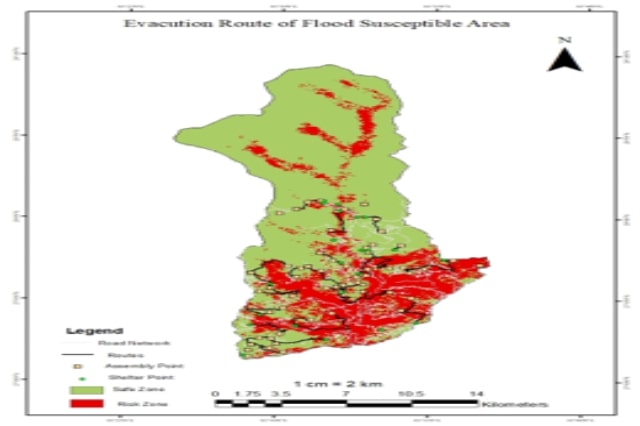 Evacution Route of Flood Susceptible Area
N
Legend
Road Network
Routes
Assembly Point
Shelter Point
Safe Zone
Risk Zone
1 cm = 2 km
0 1.75 3.5 7 10.5 14
Kilometers